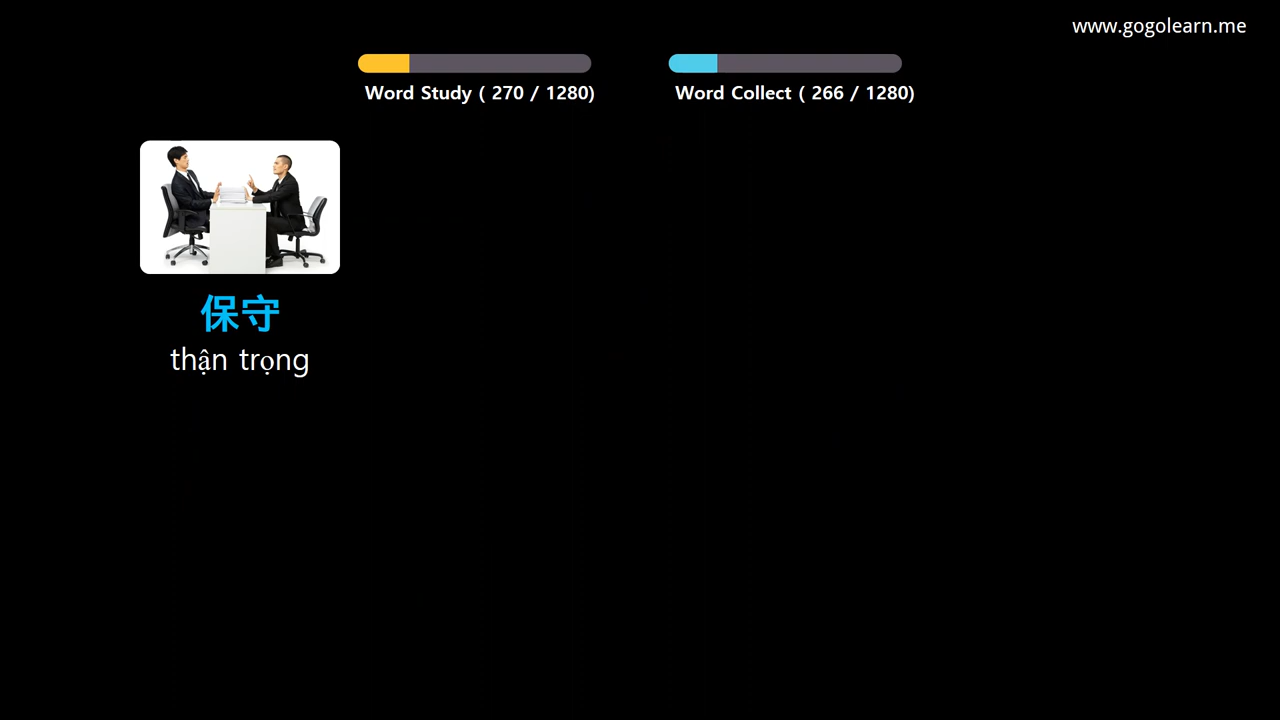 www.gogolearn.me
Word Study ( 270 / 1280)
Word Collect ( 266 / 1280)
保守
thận trọng